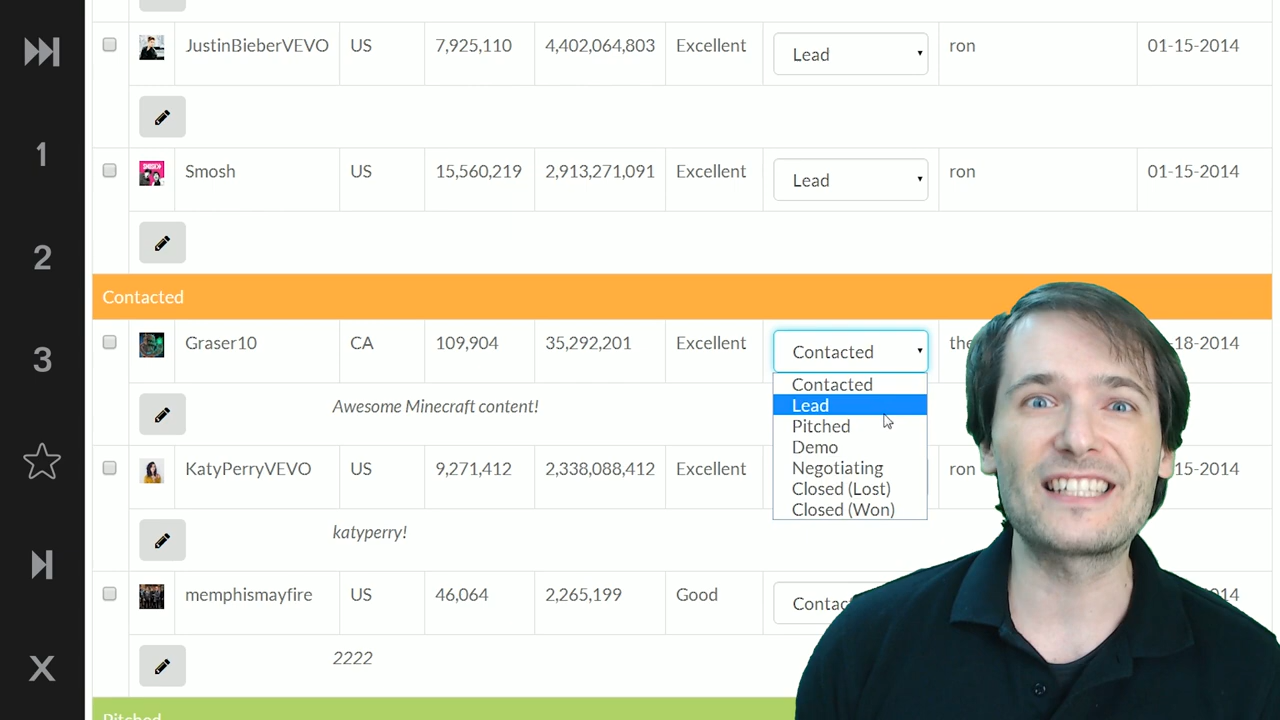 JustinBieberVEVO US 7,925,110 4,402,064,803 Excellent Lead ron 01-15-2014
1
Smosh US 15,560,219 2,913,271,091 Excellent Lead ron 01-15-2014
2
Contacted
Graser10 CA 109,904 35,292,201 Excellent Contacted -18-2014
3
Contacted
Awesome Minecraft content! Lead
Pitched
Demo
KatyPerryVEVO US 9,271,412 2,338,088,412 Excellent Negotiating ron 15-2014
Closed (Lost)
Closed (Won)
katyperry!
memphismayfire US 46,064 2,265,199 Good
2222
X